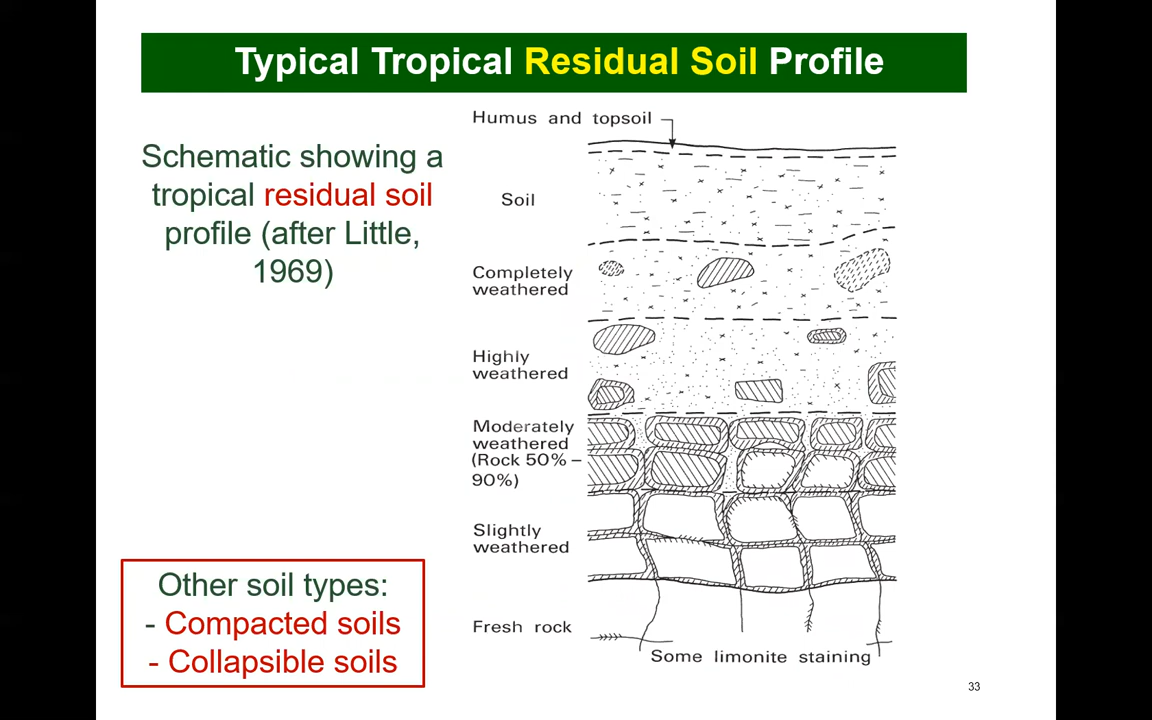 Typical Tropical Residual Soil Profile
Schematic showing a
tropical residual soil
profile (after Little,
1969)
Humus and topsoil
Soil
Completely
weathered
Highly
weathered
Moderately
weathered
(Rock 50% –
90%)
Slightly
weathered
Fresh rock
Some limonite staining
Other soil types:
- Compacted soils
- Collapsible soils
33